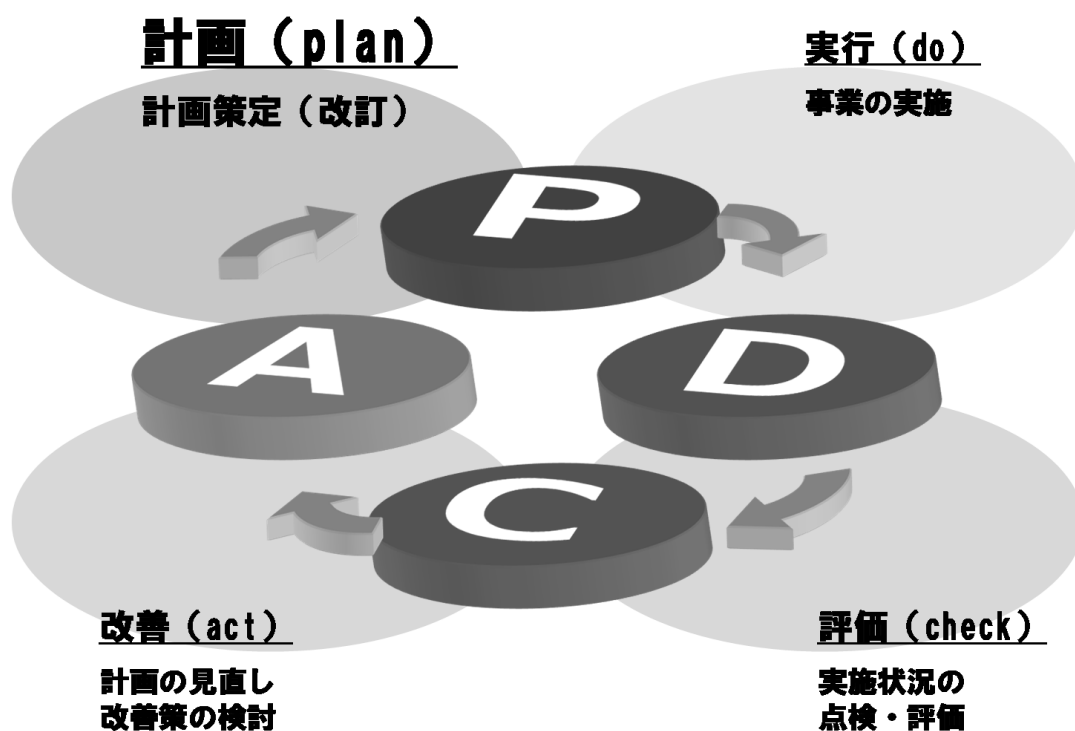 計画（plan）
計画策定（改訂）
実行（do）
事業の実施
P
A
D
C
改善（act）
計画の見直し
改善策の検討
評価（check）
実施状況の
点検・評価